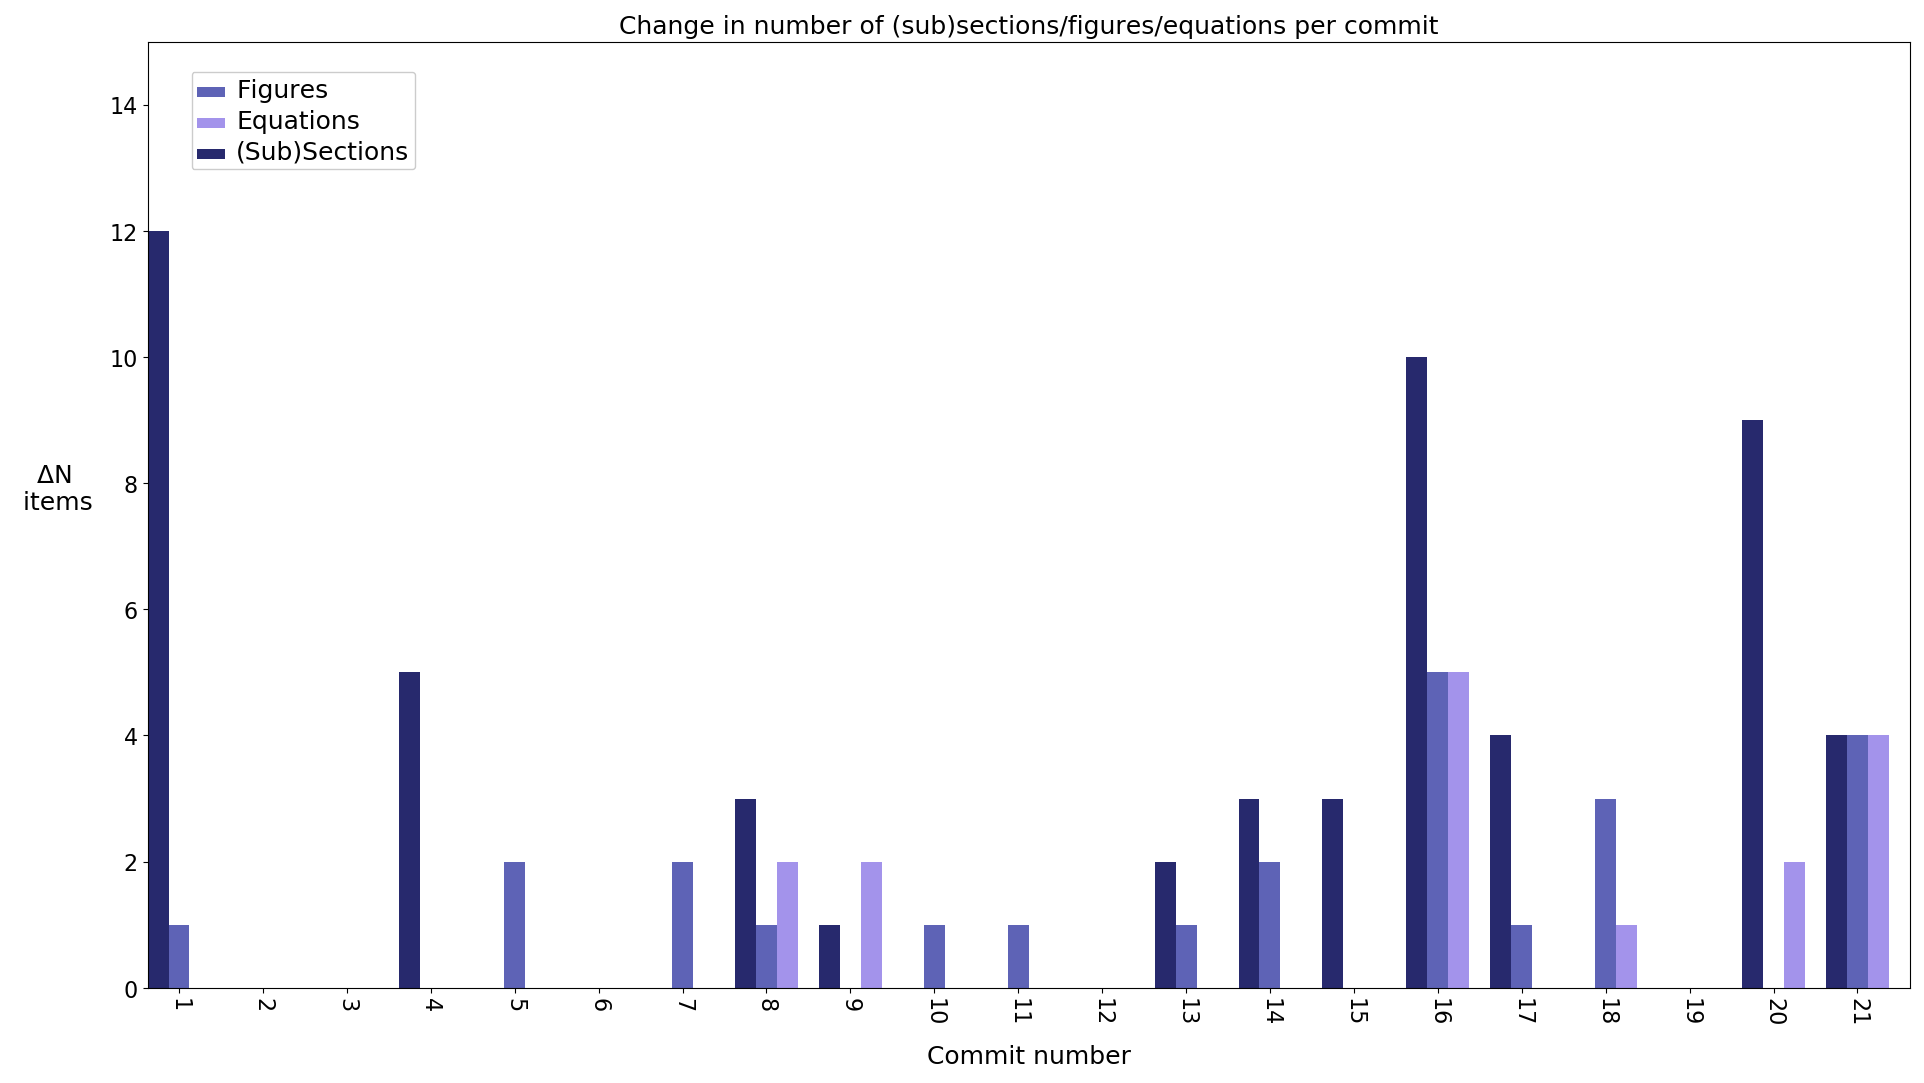 Change in number of (sub)sections/figures/equations per commit
Figures
Equations
(Sub)Sections
14
12
10
8
6
4
2
0
ΔN
items
1 2 3 4 5 6 7 8 9 10 11 12 13 14 15 16 17 18 19 20 21
Commit number